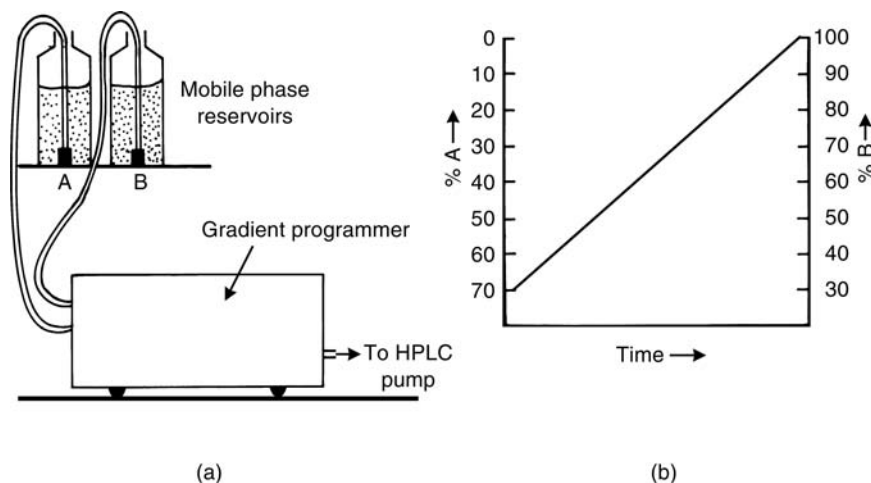 Mobile phase
reservoirs
A
B
Gradient programmer
To HPLC
pump
(a)
0
10
20
30
40
50
60
70
% A
100
90
80
70
60
50
40
30
% B
Time
(b)